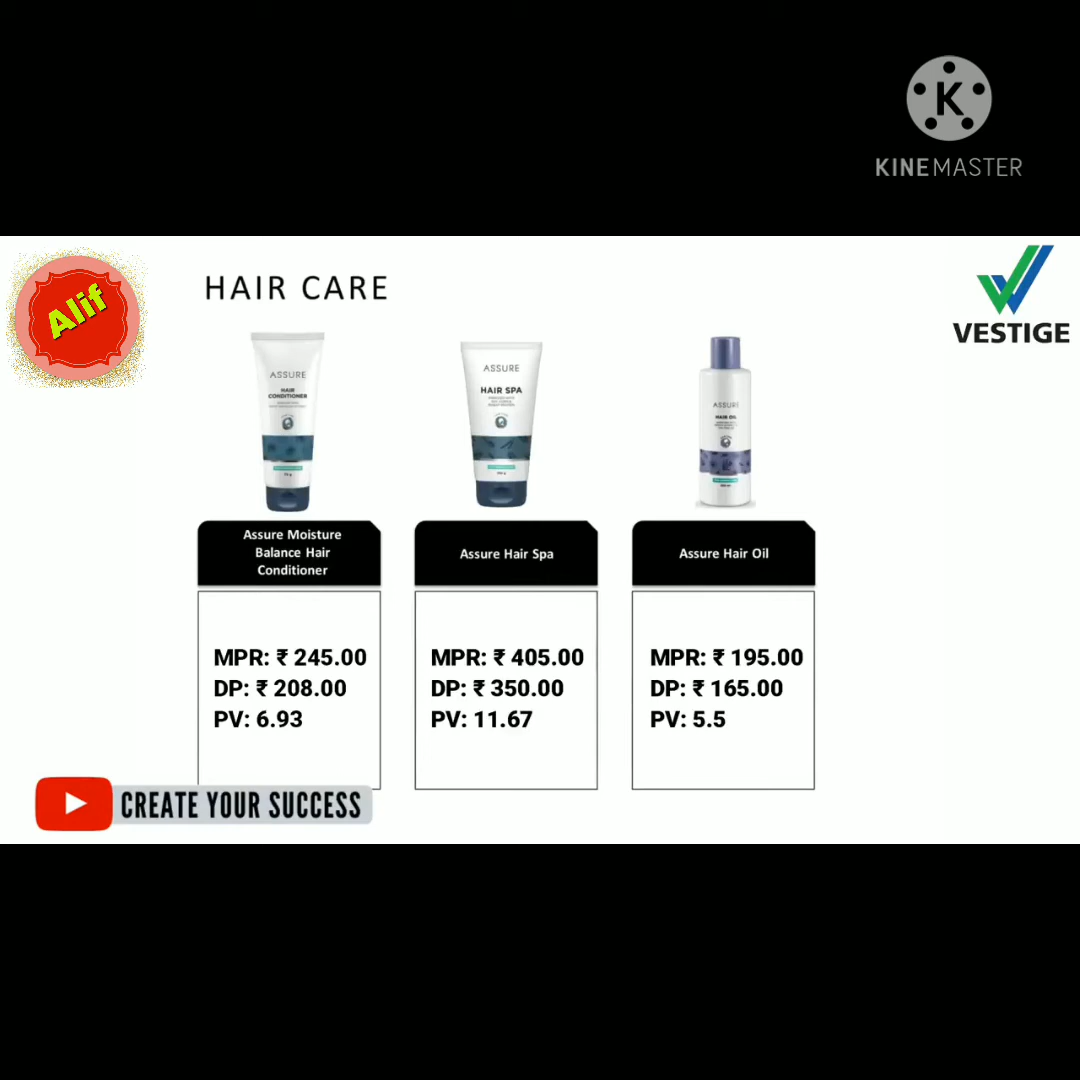 KINEMASTER
Alif
HAIR CARE
VESTIGE
ASSURE
HAIR
CONDITIONER
ASSURE
HAIR SPA
ASSURE
HAIR OIL
Assure Moisture
Balance Hair
Conditioner
Assure Hair Spa
Assure Hair Oil
MPR: ₹ 245.00
DP: ₹ 208.00
PV: 6.93
MPR: ₹ 405.00
DP: ₹ 350.00
PV: 11.67
MPR: ₹ 195.00
DP: ₹ 165.00
PV: 5.5
CREATE YOUR SUCCESS